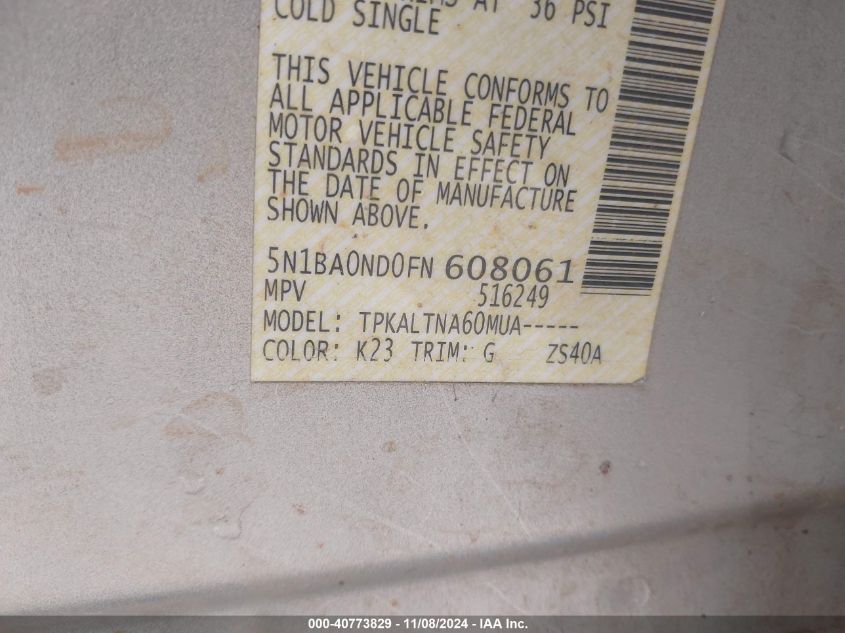 AT 36 PSI
COLD SINGLE
THIS VEHICLE CONFORMS TO
ALL APPLICABLE FEDERAL
MOTOR VEHICLE SAFETY
STANDARDS IN EFFECT ON
THE DATE OF MANUFACTURE
SHOWN ABOVE.
5N1BA0ND0FN 608061
MPV 516249
MODEL: TPKALTNA60MUA-----
COLOR: K23 TRIM: G ZS40A
000-40773829 - 11/08/2024 - IAA Inc.